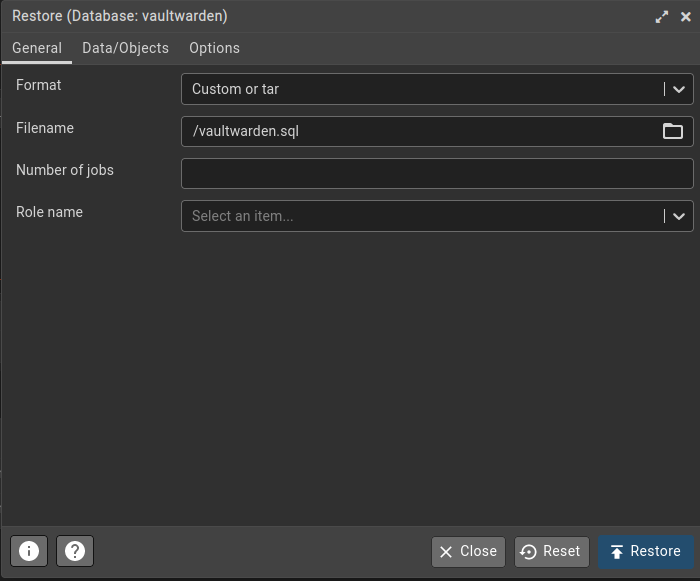 Restore (Database: vaultwarden)
General Data/Objects Options
Format Custom or tar
Filename /vaultwarden.sql
Number of jobs
Role name Select an item...
Close Reset Restore